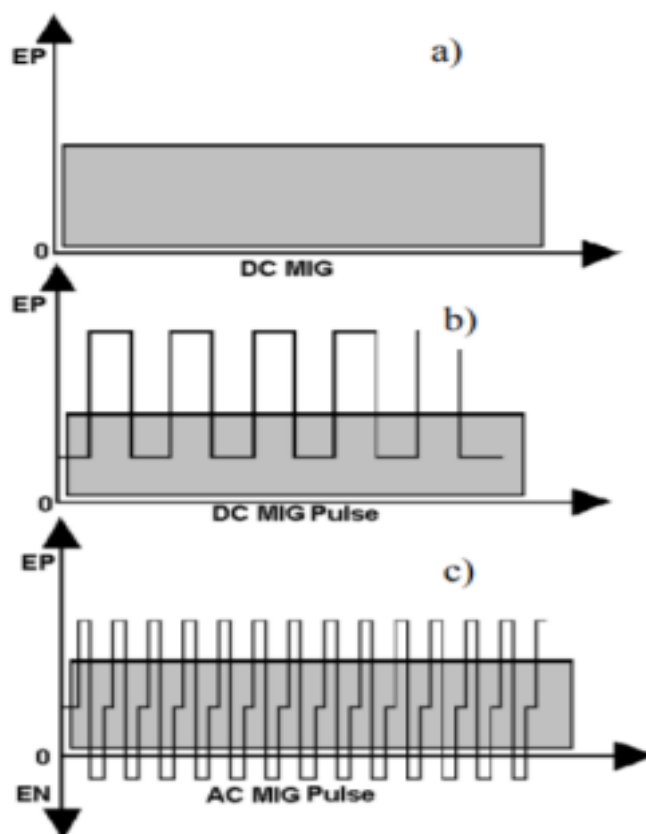 EP
a)
0
DC MIG
EP
b)
0
DC MIG Pulse
EP
c)
0
EN
AC MIG Pulse